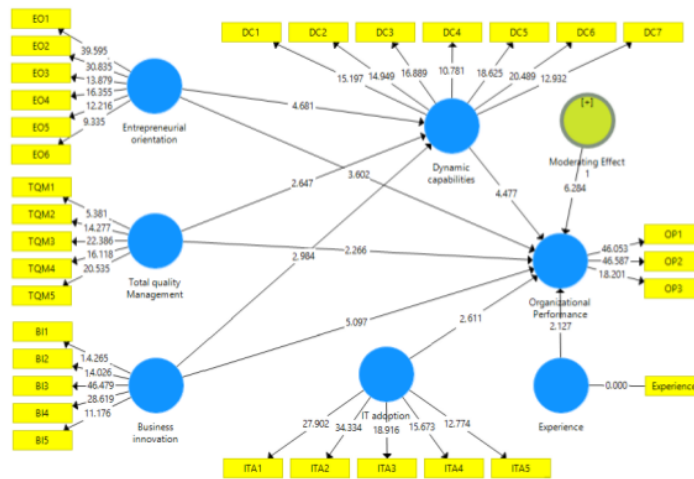 EO1
EO2
EO3
EO4
EO5
EO6
39.595
30.835
13.879
16.355
12.216
9.335
Entrepreneurial
orientation
DC1
DC2
DC3
DC4
DC5
DC6
DC7
15.197
14.949
16.889
10.781
18.625
20.489
12.932
Dynamic
capabilities
[+]
Moderating Effect
1
4.681
3.602
2.647
2.266
2.984
5.097
4.477
6.284
2.611
2.127
TQM1
TQM2
TQM3
TQM4
TQM5
5.381
14.277
22.386
16.118
20.535
Total quality
Management
OP1
OP2
OP3
46.053
46.587
18.201
Organizational
Performance
BI1
BI2
BI3
BI4
BI5
14.265
14.026
46.479
28.619
11.176
Business
innovation
IT adoption
27.902
34.334
18.916
15.673
12.774
ITA1
ITA2
ITA3
ITA4
ITA5
0.000
Experience
Experience